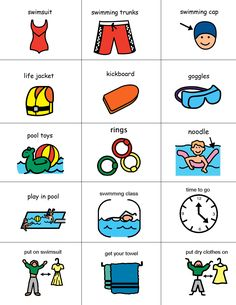 swimsuit
swimming trunks
swimming cap
life jacket
kickboard
goggles
pool toys
rings
noodle
play in pool
swimming class
time to go
put on swimsuit
get your towel
put dry clothes on